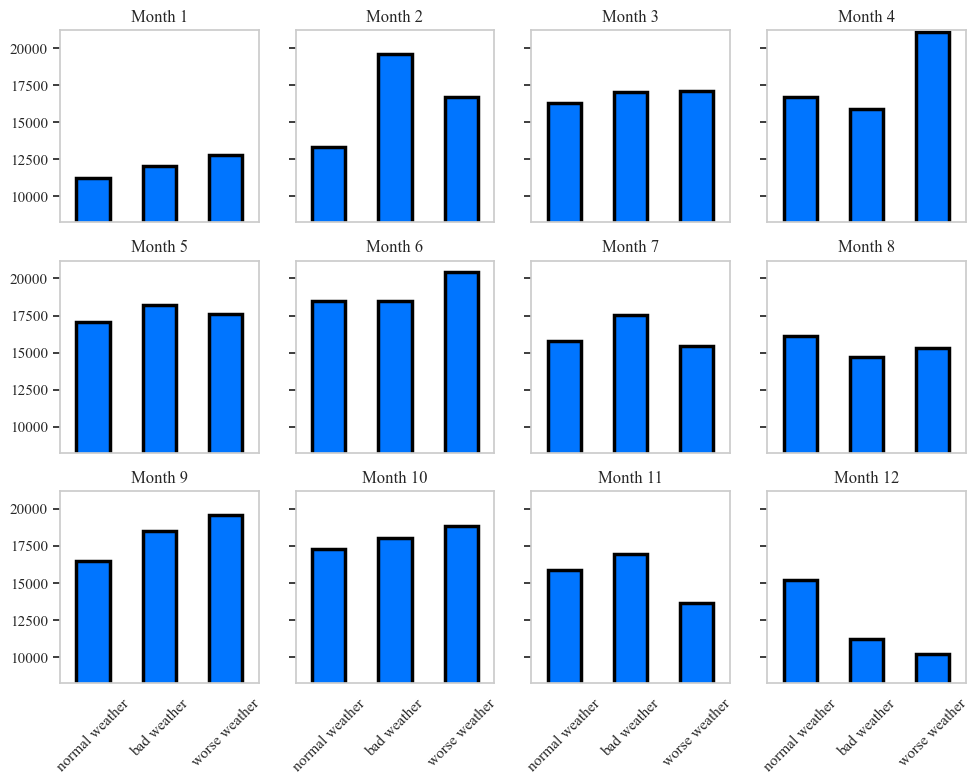 Month 1
Month 2
Month 3
Month 4
20000
17500
15000
12500
10000
Month 5
Month 6
Month 7
Month 8
20000
17500
15000
12500
10000
Month 9
Month 10
Month 11
Month 12
20000
17500
15000
12500
10000
normal weather
bad weather
worse weather
normal weather
bad weather
worse weather
normal weather
bad weather
worse weather
normal weather
bad weather
worse weather